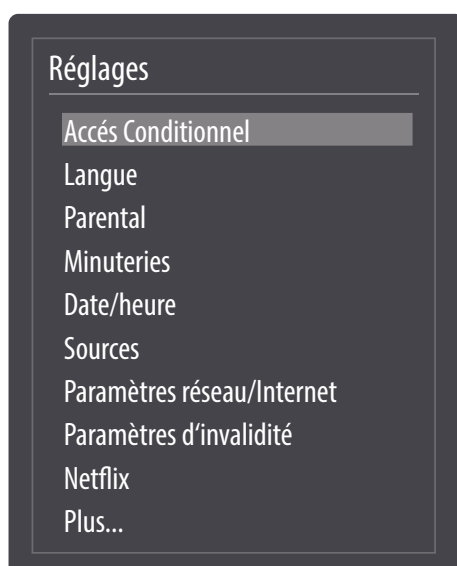 Réglages
Accés Conditionnel
Langue
Parental
Minuteries
Date/heure
Sources
Paramètres réseau/Internet
Paramètres d‘invalidité
Netflix
Plus...